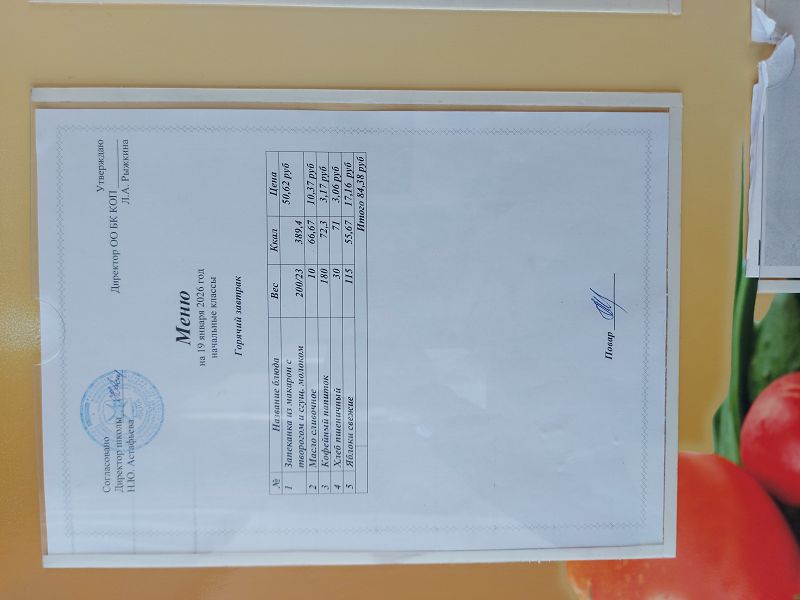 Согласовано
Директор школы
Н.Ю. Астафьева
Утверждаю
Директор ОО БК КОП
Л.А. Рыжкина
Меню
на 19 января 2026 год
начальные классы
Горячий завтрак
№ Название блюда Вес Ккал Цена
1 Запеканка из макарон с творогом и сгущ. молоком 200/23 389,4 50,62 руб
2 Масло сливочное 10 66,67 10,37 руб
3 Кофейный напиток 180 72,3 3,17 руб
4 Хлеб пшеничный 30 71 3,06 руб
5 Яблоки свежие 115 55,67 17,16 руб
Итого 84,38 руб
Повар